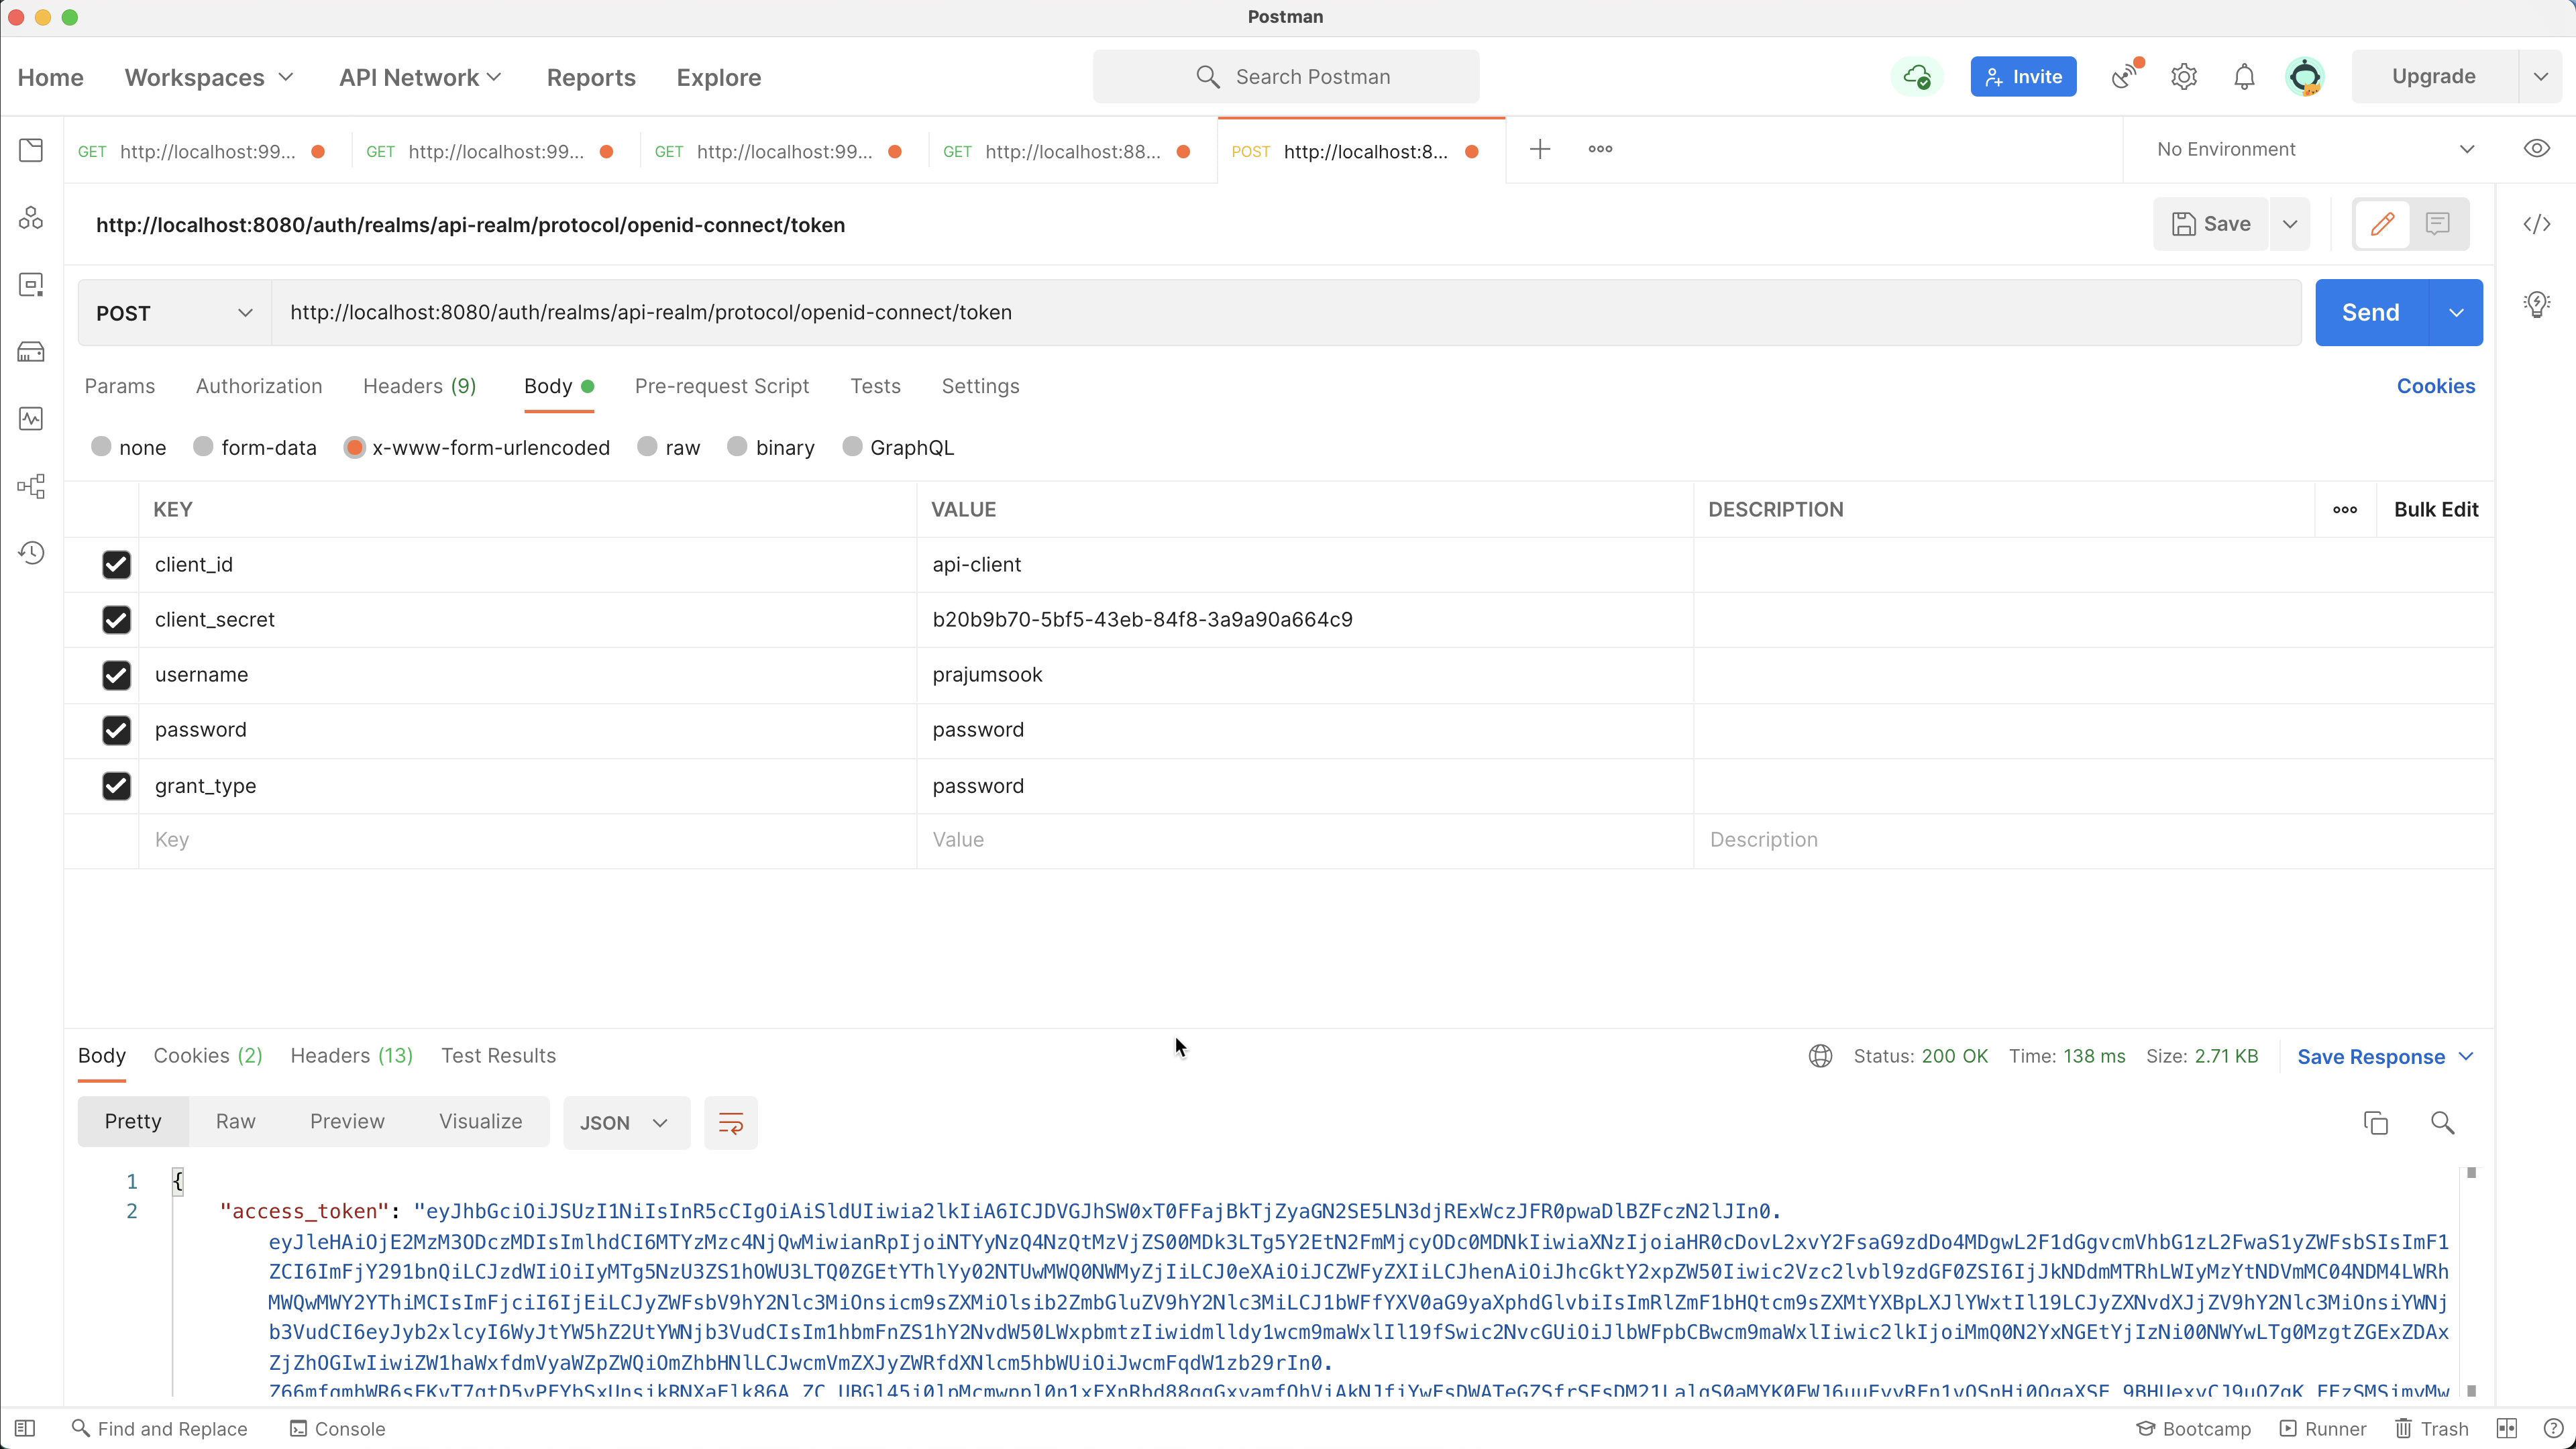 Postman
Home Workspaces API Network Reports Explore Search Postman Invite Upgrade
GET http://localhost:99... GET http://localhost:99... GET http://localhost:99... GET http://localhost:88... POST http://localhost:8... No Environment
http://localhost:8080/auth/realms/api-realm/protocol/openid-connect/token Save
POST http://localhost:8080/auth/realms/api-realm/protocol/openid-connect/token Send
Params Authorization Headers (9) Body Pre-request Script Tests Settings Cookies
none form-data x-www-form-urlencoded raw binary GraphQL
KEY VALUE DESCRIPTION Bulk Edit
client_id api-client
client_secret b20b9b70-5bf5-43eb-84f8-3a9a90a664c9
username prajumsook
password password
grant_type password
Key Value Description
Body Cookies (2) Headers (13) Test Results Status: 200 OK Time: 138 ms Size: 2.71 KB Save Response
Pretty Raw Preview Visualize JSON
1 {
2 "access_token":
Find and Replace Console Bootcamp Runner Trash